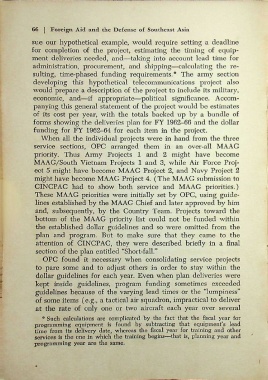 66 | Foreign Aid and the Defense of Southeast Asia
sue our hypothetical example, would require setting a deadline
for completion of the project, estimating the timing of equip-
ment deliveries needed, and—taking into account lead time for
administration, procurement, and shipping—calculating the re-
sulting, time-phased funding requirements.* The army section
developing this hypothetical telecommunications project also
would prepare a description of the project to include its military,
economic, and—if appropriate—political significance. Accom-
panying this general statement of the project would be estimates
of its cost per year, with the totals backed up by a bundle of
forms showing the deliveries plan for FY 1962-68 and the dollar
funding for FY 1962-64 for each item in the project.
When all the individual projects were in hand from the three
service sections, OPC arranged them in an over-all MAAG
priority. Thus Army Projects 1 and 2 might have become
MAAG/South Vietnam Projects 1 and 3, while Air Force Proj-
ect 5 might have become MAAG Project 2, and Navy Project 2
might have become MAAG Project 4. (The MAAG submission to
CINCPAC had to show both service and MAAG priorities.)
These MAAG priorities were initially set by OPC, using guide-
lines established by the MAAG Chief and later approved by him
and, subsequently, by the Country Team. Projects toward the
bottom of the MAAG priority list could not be funded within
the established dollar guidelines and so were omitted from the
plan and program. But to make sure that they came to the
attention of CINCPAC, they were described briefly in a final
section of the plan entitled "Short-fall."
OPC found it necessary when consolidating service projects
to pare some and to adjust others in order to stay within the
dollar guidelines for each year. Even when plan deliveries were
kept inside guidelines, program funding sometimes exceeded
guidelines because of the varying lead times or the "lumpiness"
of some items (e.g., a tactical air squadron, impractical to deliver
at the rate of only one or two aircraft each year over several
* Such calculations are complicated by the fact that the fiscal year for
programming equipment is found by subtracting that equipment's lead
time from its delivery date, whereas the fiscal year for training and other
services is the one in which the training begins—that is, planning year and
programming year are the same.